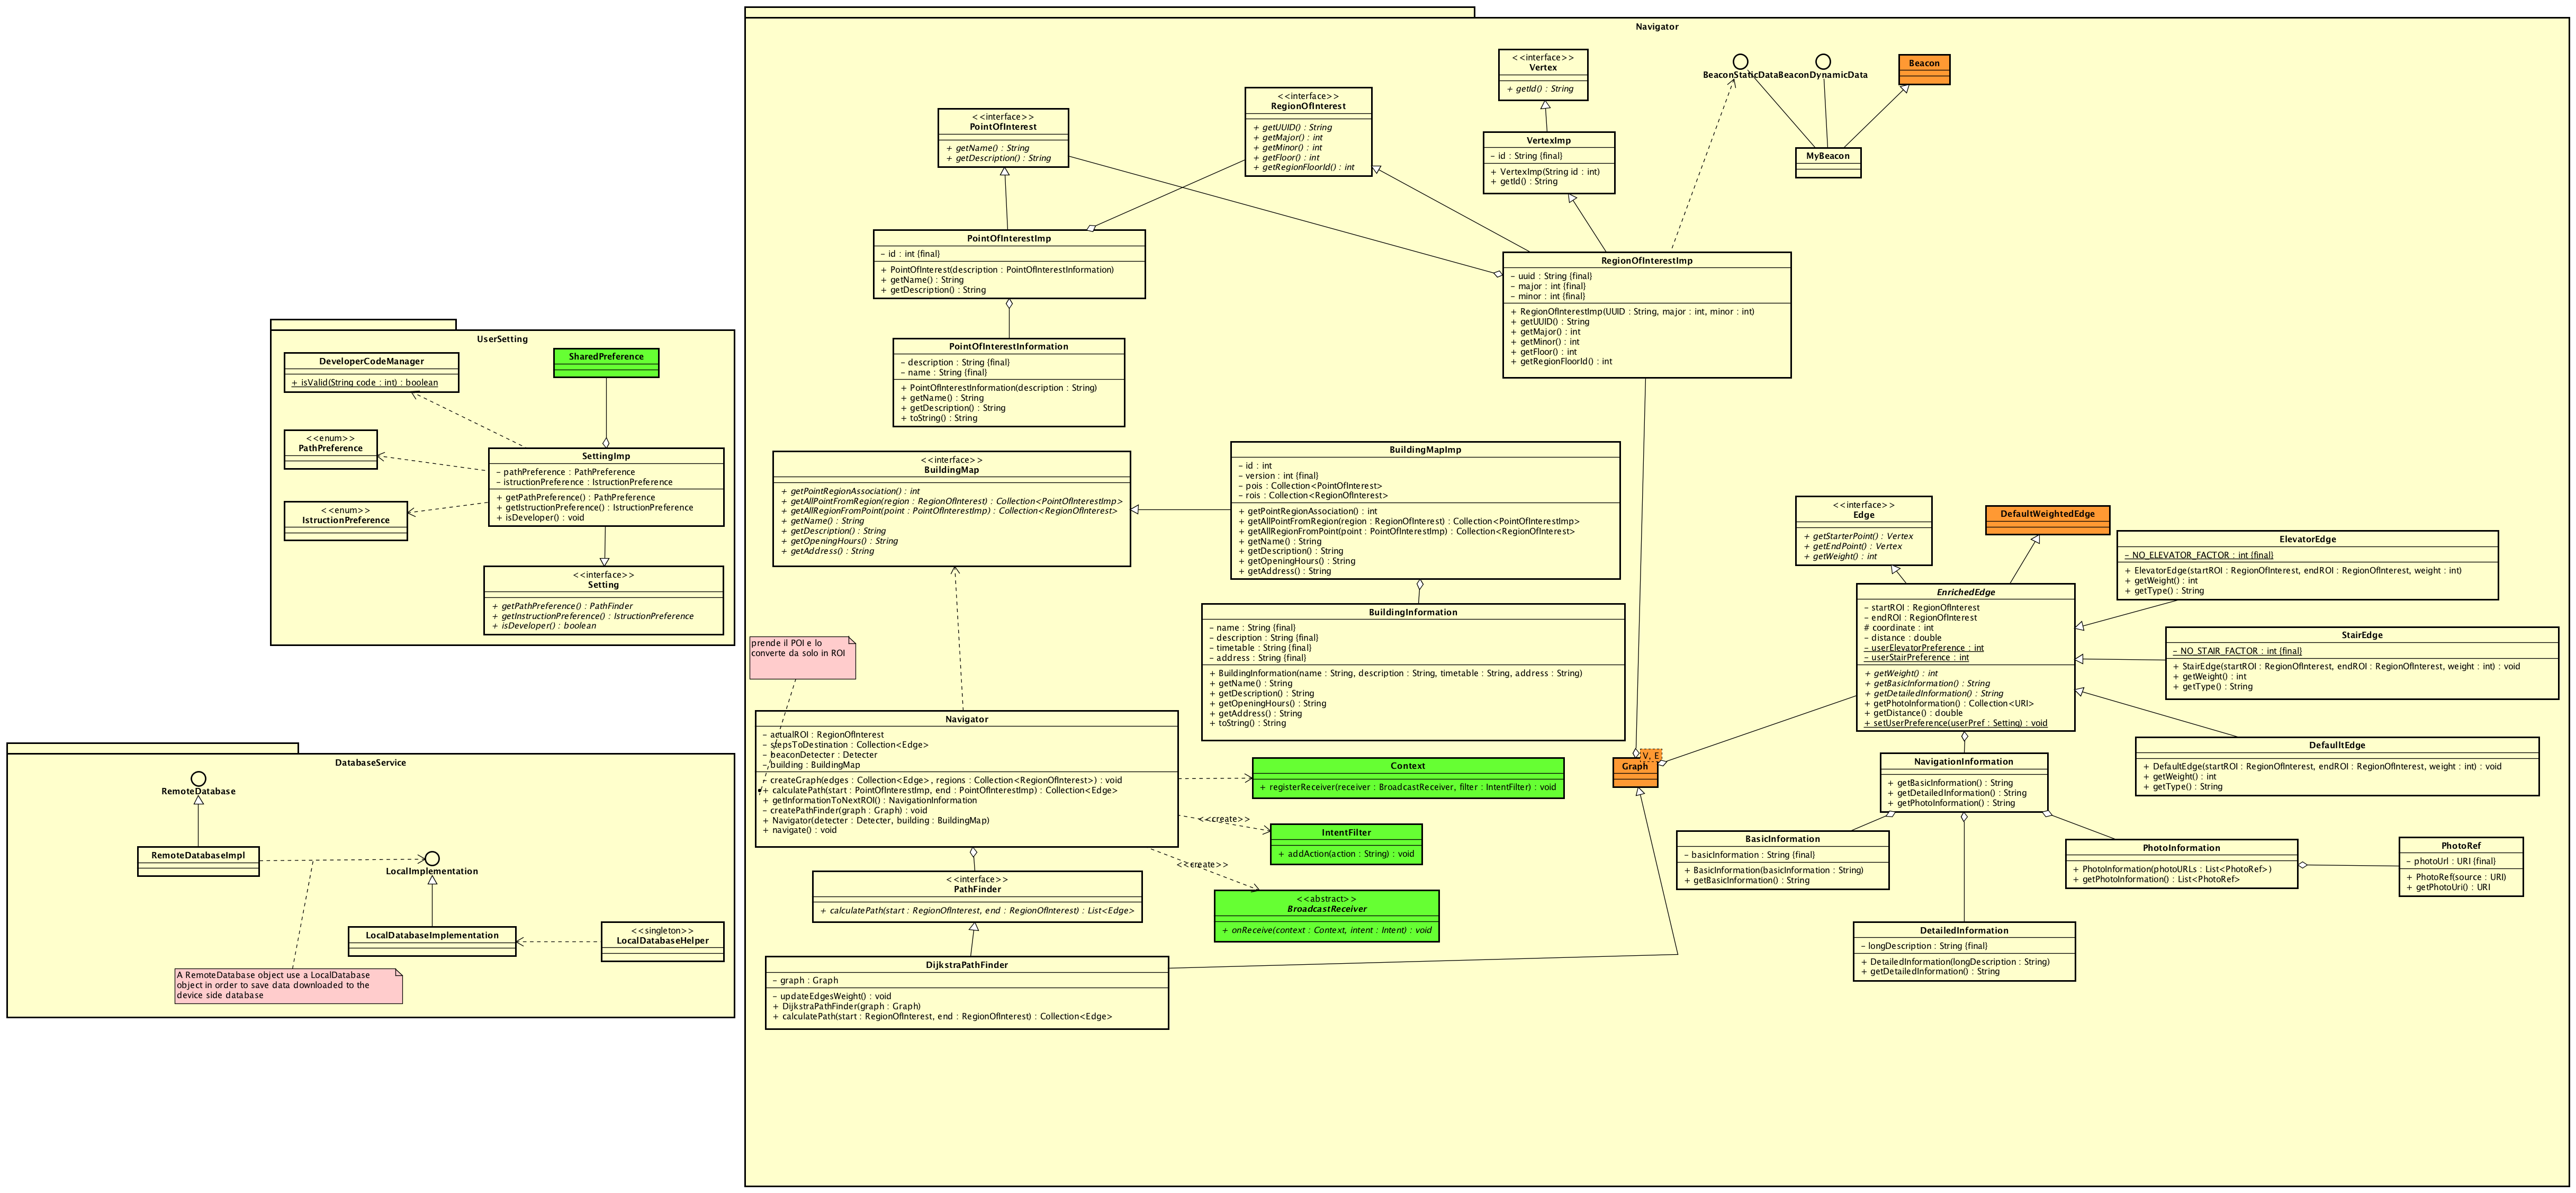 Navigator
<<interface>>
Vertex
+ getId() : String
BeaconStaticData
BeaconDynamicData
Beacon
<<interface>>
RegionOfInterest
+ getUUID() : String
+ getMajor() : int
+ getMinor() : int
+ getFloor() : int
+ getRegionFloorId() : int
<<interface>>
PointOfInterest
+ getName() : String
+ getDescription() : String
VertexImp
– id : String {final}
+ VertexImp(String id : int)
+ getId() : String
MyBeacon
PointOfInterestImp
– id : int {final}
+ PointOfInterest(description : PointOfInterestInformation)
+ getName() : String
+ getDescription() : String
RegionOfInterestImp
– uuid : String {final}
– major : int {final}
– minor : int {final}
+ RegionOfInterestImp(UUID : String, major : int, minor : int)
+ getUUID() : String
+ getMajor() : int
+ getMinor() : int
+ getFloor() : int
+ getRegionFloorId() : int
PointOfInterestInformation
– description : String {final}
– name : String {final}
+ PointOfInterestInformation(description : String)
+ getName() : String
+ getDescription() : String
+ toString() : String
UserSetting
DeveloperCodeManager
+ isValid(String code : int) : boolean
SharedPreference
<<enum>>
PathPreference
<<enum>>
IstructionPreference
SettingImp
– pathPreference : PathPreference
– istructionPreference : IstructionPreference
+ getPathPreference() : PathPreference
+ getIstructionPreference() : IstructionPreference
+ isDeveloper() : void
<<interface>>
Setting
+ getPathPreference() : PathFinder
+ getInstructionPreference() : IstructionPreference
+ isDeveloper() : boolean
<<interface>>
BuildingMap
+ getPointRegionAssociation() : int
+ getAllPointFromRegion(region : RegionOfInterest) : Collection<PointOfInterestImp>
+ getAllRegionFromPoint(point : PointOfInterestImp) : Collection<RegionOfInterest>
+ getName() : String
+ getDescription() : String
+ getOpeningHours() : String
+ getAddress() : String
BuildingMapImp
– id : int
– version : int {final}
– pois : Collection<PointOfInterest>
– rois : Collection<RegionOfInterest>
+ getPointRegionAssociation() : int
+ getAllPointFromRegion(region : RegionOfInterest) : Collection<PointOfInterestImp>
+ getAllRegionFromPoint(point : PointOfInterestImp) : Collection<RegionOfInterest>
+ getName() : String
+ getDescription() : String
+ getOpeningHours() : String
+ getAddress() : String
BuildingInformation
– name : String {final}
– description : String {final}
– timetable : String {final}
– address : String {final}
+ BuildingInformation(name : String, description : String, timetable : String, address : String)
+ getName() : String
+ getDescription() : String
+ getOpeningHours() : String
+ getAddress() : String
+ toString() : String
<<interface>>
Edge
+ getStarterPoint() : Vertex
+ getEndPoint() : Vertex
+ getWeight() : int
DefaultWeightedEdge
ElevatorEdge
– NO_ELEVATOR_FACTOR : int {final}
+ ElevatorEdge(startROI : RegionOfInterest, endROI : RegionOfInterest, weight : int)
+ getWeight() : int
+ getType() : String
EnrichedEdge
– startROI : RegionOfInterest
– endROI : RegionOfInterest
# coordinate : int
– distance : double
– userElevatorPreference : int
– userStairPreference : int
+ getWeight() : int
+ getBasicInformation() : String
+ getDetailedInformation() : String
+ getPhotoInformation() : Collection<URI>
+ getDistance() : double
+ setUserPreference(userPref : Setting) : void
StairEdge
– NO_STAIR_FACTOR : int {final}
+ StairEdge(startROI : RegionOfInterest, endROI : RegionOfInterest, weight : int) : void
+ getWeight() : int
+ getType() : String
DefaultEdge
+ DefaultEdge(startROI : RegionOfInterest, endROI : RegionOfInterest, weight : int) : void
+ getWeight() : int
+ getType() : String
prende il POI e lo
converte da solo in ROI
Navigator
– actualROI : RegionOfInterest
– stepsToDestination : Collection<Edge>
– beaconDetecter : Detecter
– building : BuildingMap
– createGraph(edges : Collection<Edge>, regions : Collection<RegionOfInterest>) : void
+ calculatePath(start : PointOfInterestImp, end : PointOfInterestImp) : Collection<Edge>
+ getInformationToNextROI() : NavigationInformation
– createPathFinder(graph : Graph) : void
+ Navigator(detecter : Detecter, building : BuildingMap)
+ navigate() : void
Context
+ registerReceiver(receiver : BroadcastReceiver, filter : IntentFilter) : void
<<create>>
IntentFilter
+ addAction(action : String) : void
<<create>>
<<abstract>>
BroadcastReceiver
+ onReceive(context : Context, intent : Intent) : void
V, E
Graph
<<interface>>
PathFinder
+ calculatePath(start : RegionOfInterest, end : RegionOfInterest) : List<Edge>
DijkstraPathFinder
– graph : Graph
– updateEdgesWeight() : void
+ DijkstraPathFinder(graph : Graph)
+ calculatePath(start : RegionOfInterest, end : RegionOfInterest) : Collection<Edge>
NavigationInformation
+ getBasicInformation() : String
+ getDetailedInformation() : String
+ getPhotoInformation() : String
BasicInformation
– basicInformation : String {final}
+ BasicInformation(basicInformation : String)
+ getBasicInformation() : String
PhotoInformation
+ PhotoInformation(photoURLs : List<PhotoRef>)
+ getPhotoInformation() : List<PhotoRef>
PhotoRef
– photoUrl : URI {final}
+ PhotoRef(source : URI)
+ getPhotoUri() : URI
DetailedInformation
– longDescription : String {final}
+ DetailedInformation(longDescription : String)
+ getDetailedInformation() : String
DatabaseService
RemoteDatabase
RemoteDatabaseImpl
LocalImplementation
LocalDatabaseImplementation
<<singleton>>
LocalDatabaseHelper
A RemoteDatabase object use a LocalDatabase
object in order to save data downloaded to the
device side database